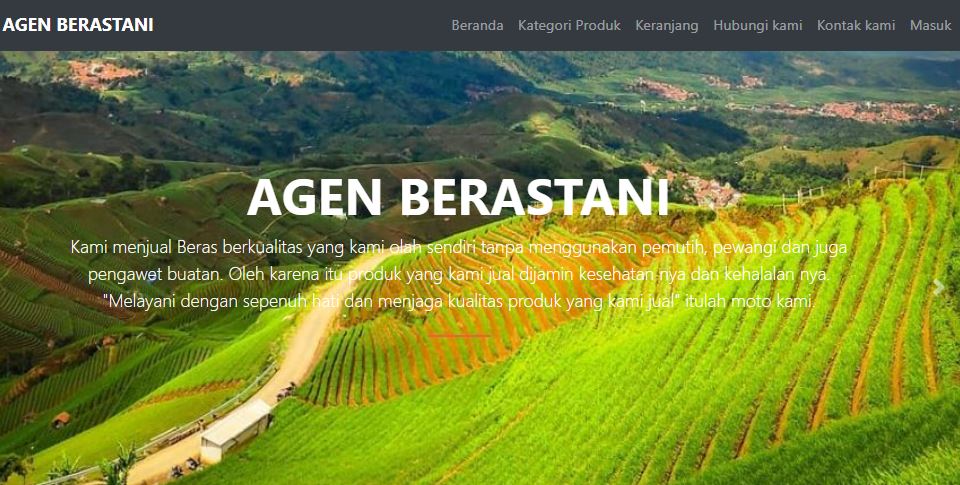 AGEN BERASTANI
Beranda Kategori Produk Keranjang Hubungi kami Kontak kami Masuk
AGEN BERASTANI
Kami menjual Beras berkualitas yang kami olah sendiri tanpa menggunakan pemutih, pewangi dan juga
pengawet buatan. Oleh karena itu produk yang kami jual dijamin kesehatan nya dan kehalalan nya.
"Melayani dengan sepenuh hati dan menjaga kualitas produk yang kami jual" itulah moto kami.